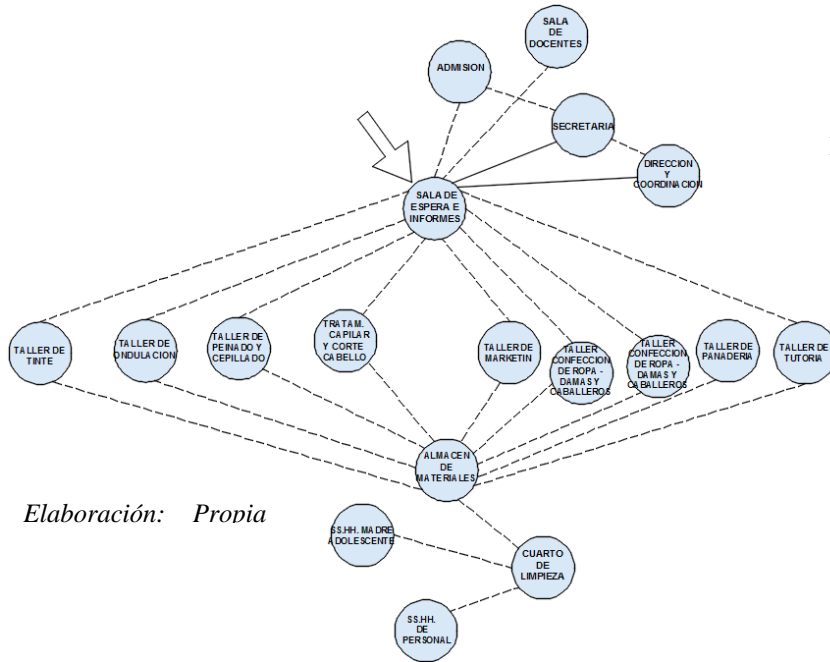 SALA
DE
DOCENTES
ADMISION
SECRETARIA
DIRECCION
Y
COORDINACION
SALA DE
ESPERA E
INFORMES
TALLER DE
TINTE
TALLER DE
ONDULACION
TALLER DE
PEINADO Y
CEPILLADO
TRATAM.
CAPILAR
Y CORTE
CABELLO
TALLER DE
MARKETIN
TALLER
CONFECCION
DE ROPA -
DAMAS Y
CABALLEROS
TALLER
CONFECCION
DE ROPA -
DAMAS Y
CABALLEROS
TALLER DE
PANADERIA
TALLER DE
TUTORIA
ALMACEN
DE
MATERIALES
Elaboración: Propia
SS.HH. MADRE
ADOLESCENTE
CUARTO
DE
LIMPIEZA
SS.HH.
DE
PERSONAL